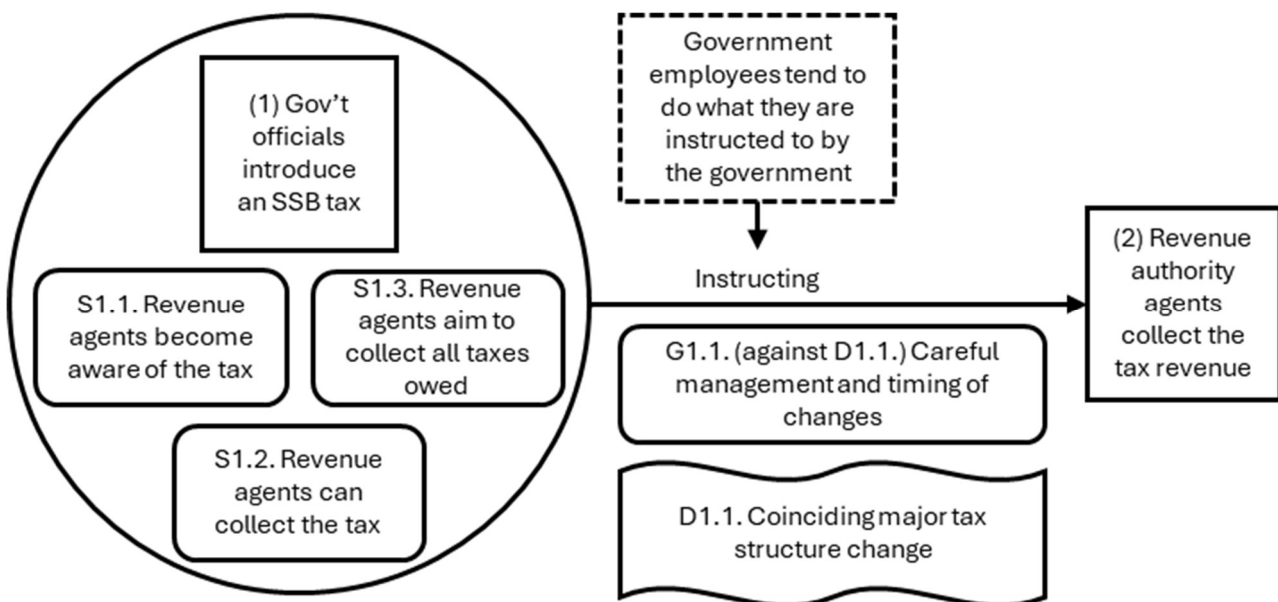 (1) Gov't
officials
introduce
an SSB tax
S1.1. Revenue
agents become
aware of the tax
S1.3. Revenue
agents aim to
collect all taxes
owed
S1.2. Revenue
agents can
collect the tax
Government
employees tend to
do what they are
instructed to by
the government
Instructing
G1.1. (against D1.1.) Careful
management and timing of
changes
D1.1. Coinciding major tax
structure change
(2) Revenue
authority
agents
collect the
tax revenue